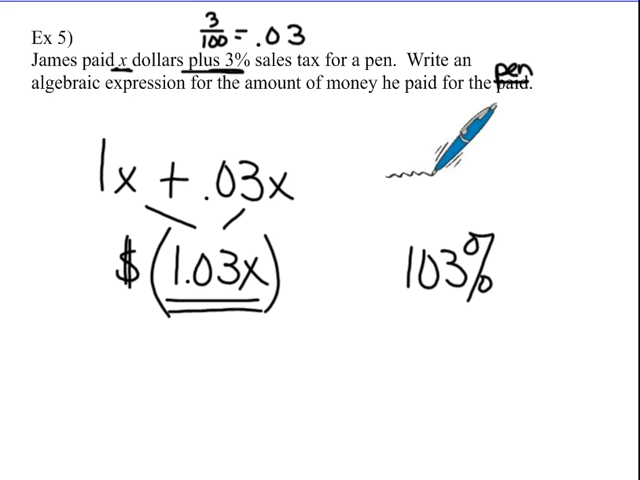 Ex 5)
3/100 = .03
James paid x dollars plus 3% sales tax for a pen. Write an
algebraic expression for the amount of money he paid for the paid. pen
1x + .03x
$(1.03x)
103%